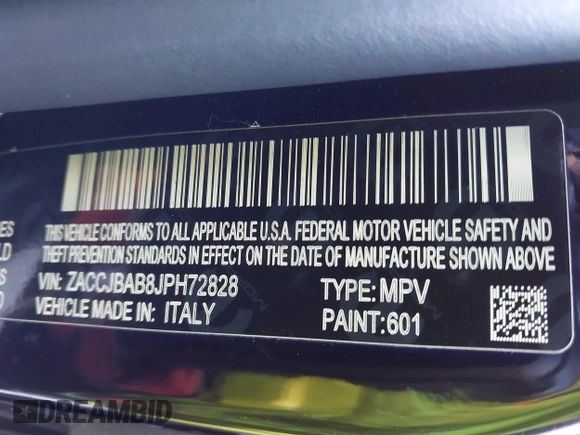 THIS VEHICLE CONFORMS TO ALL APPLICABLE U.S.A. FEDERAL MOTOR VEHICLE SAFETY AND
THEFT PREVENTION STANDARDS IN EFFECT ON THE DATE OF MANUFACTURE SHOWN ABOVE
VIN: ZACCJBAB8JPH72828 TYPE: MPV
VEHICLE MADE IN: ITALY PAINT:601
DREAMBID